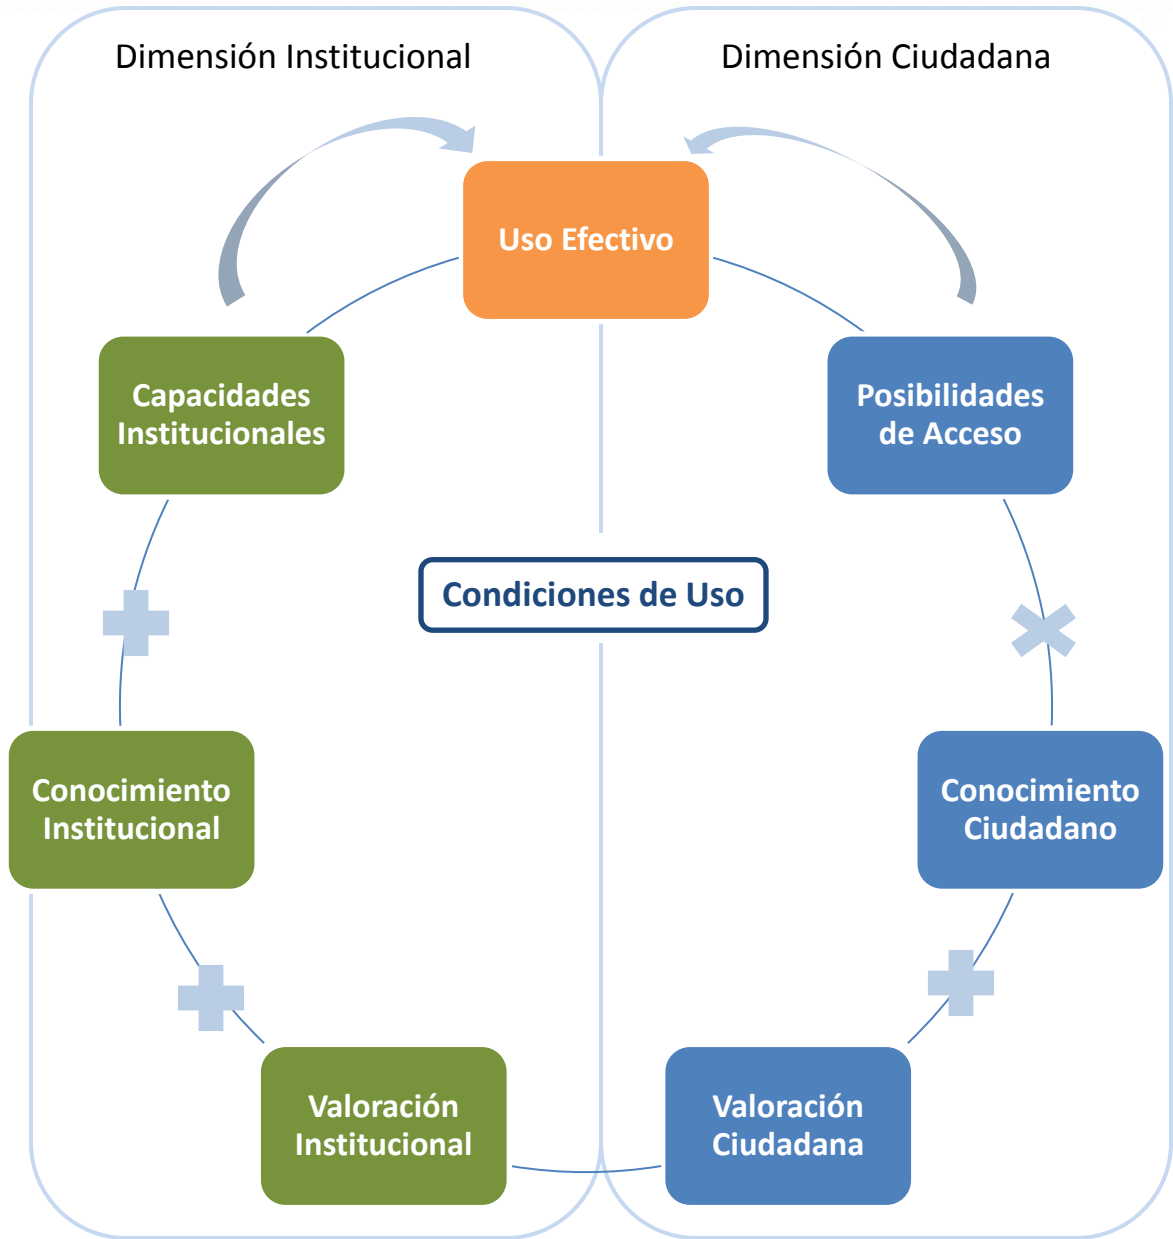 Dimensión Institucional
Dimensión Ciudadana
Uso Efectivo
Capacidades
Institucionales
Posibilidades
de Acceso
Condiciones de Uso
Conocimiento
Institucional
Conocimiento
Ciudadano
Valoración
Institucional
Valoración
Ciudadana